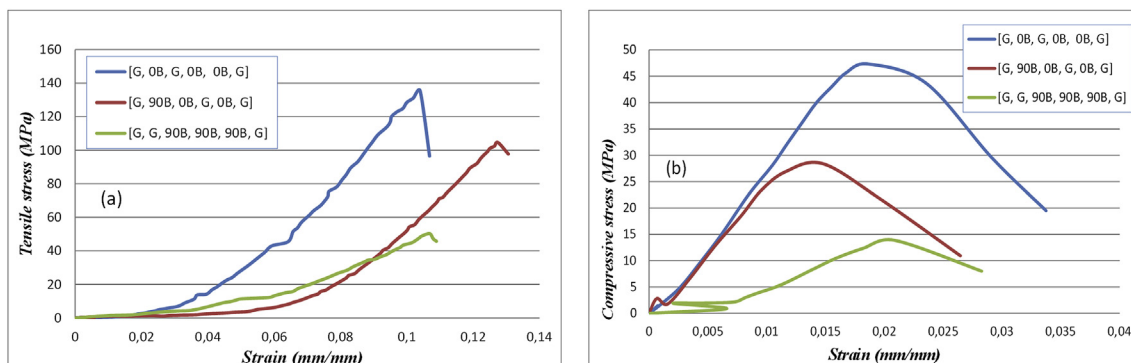 160
140
120
100
80
60
40
20
0
Tensile stress (MPa)
[G, 0B, G, 0B, 0B, G]
[G, 90B, 0B, G, 0B, G]
[G, G, 90B, 90B, 90B, G]
(a)
0 0,02 0,04 0,06 0,08 0,1 0,12 0,14
Strain (mm/mm)
50
45
40
35
30
25
20
15
10
5
0
Compressive stress (MPa)
[G, 0B, G, 0B, 0B, G]
[G, 90B, 0B, G, 0B, G]
[G, G, 90B, 90B, 90B, G]
(b)
0 0,005 0,01 0,015 0,02 0,025 0,03 0,035 0,04
Strain (mm/mm)